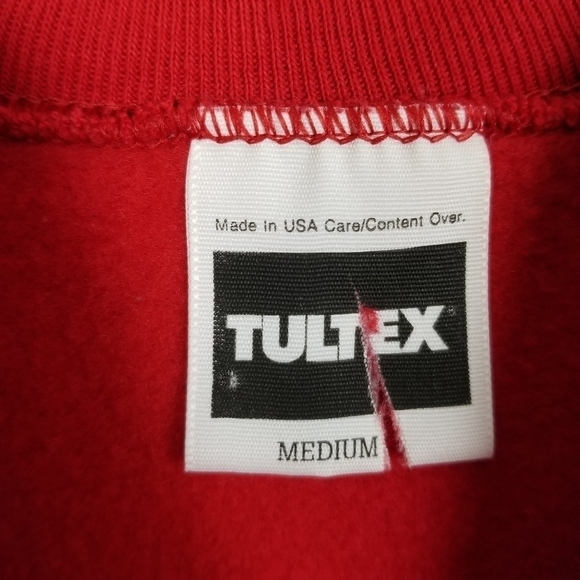 Made in USA Care/Content Over.
TULTEX
MEDIUM